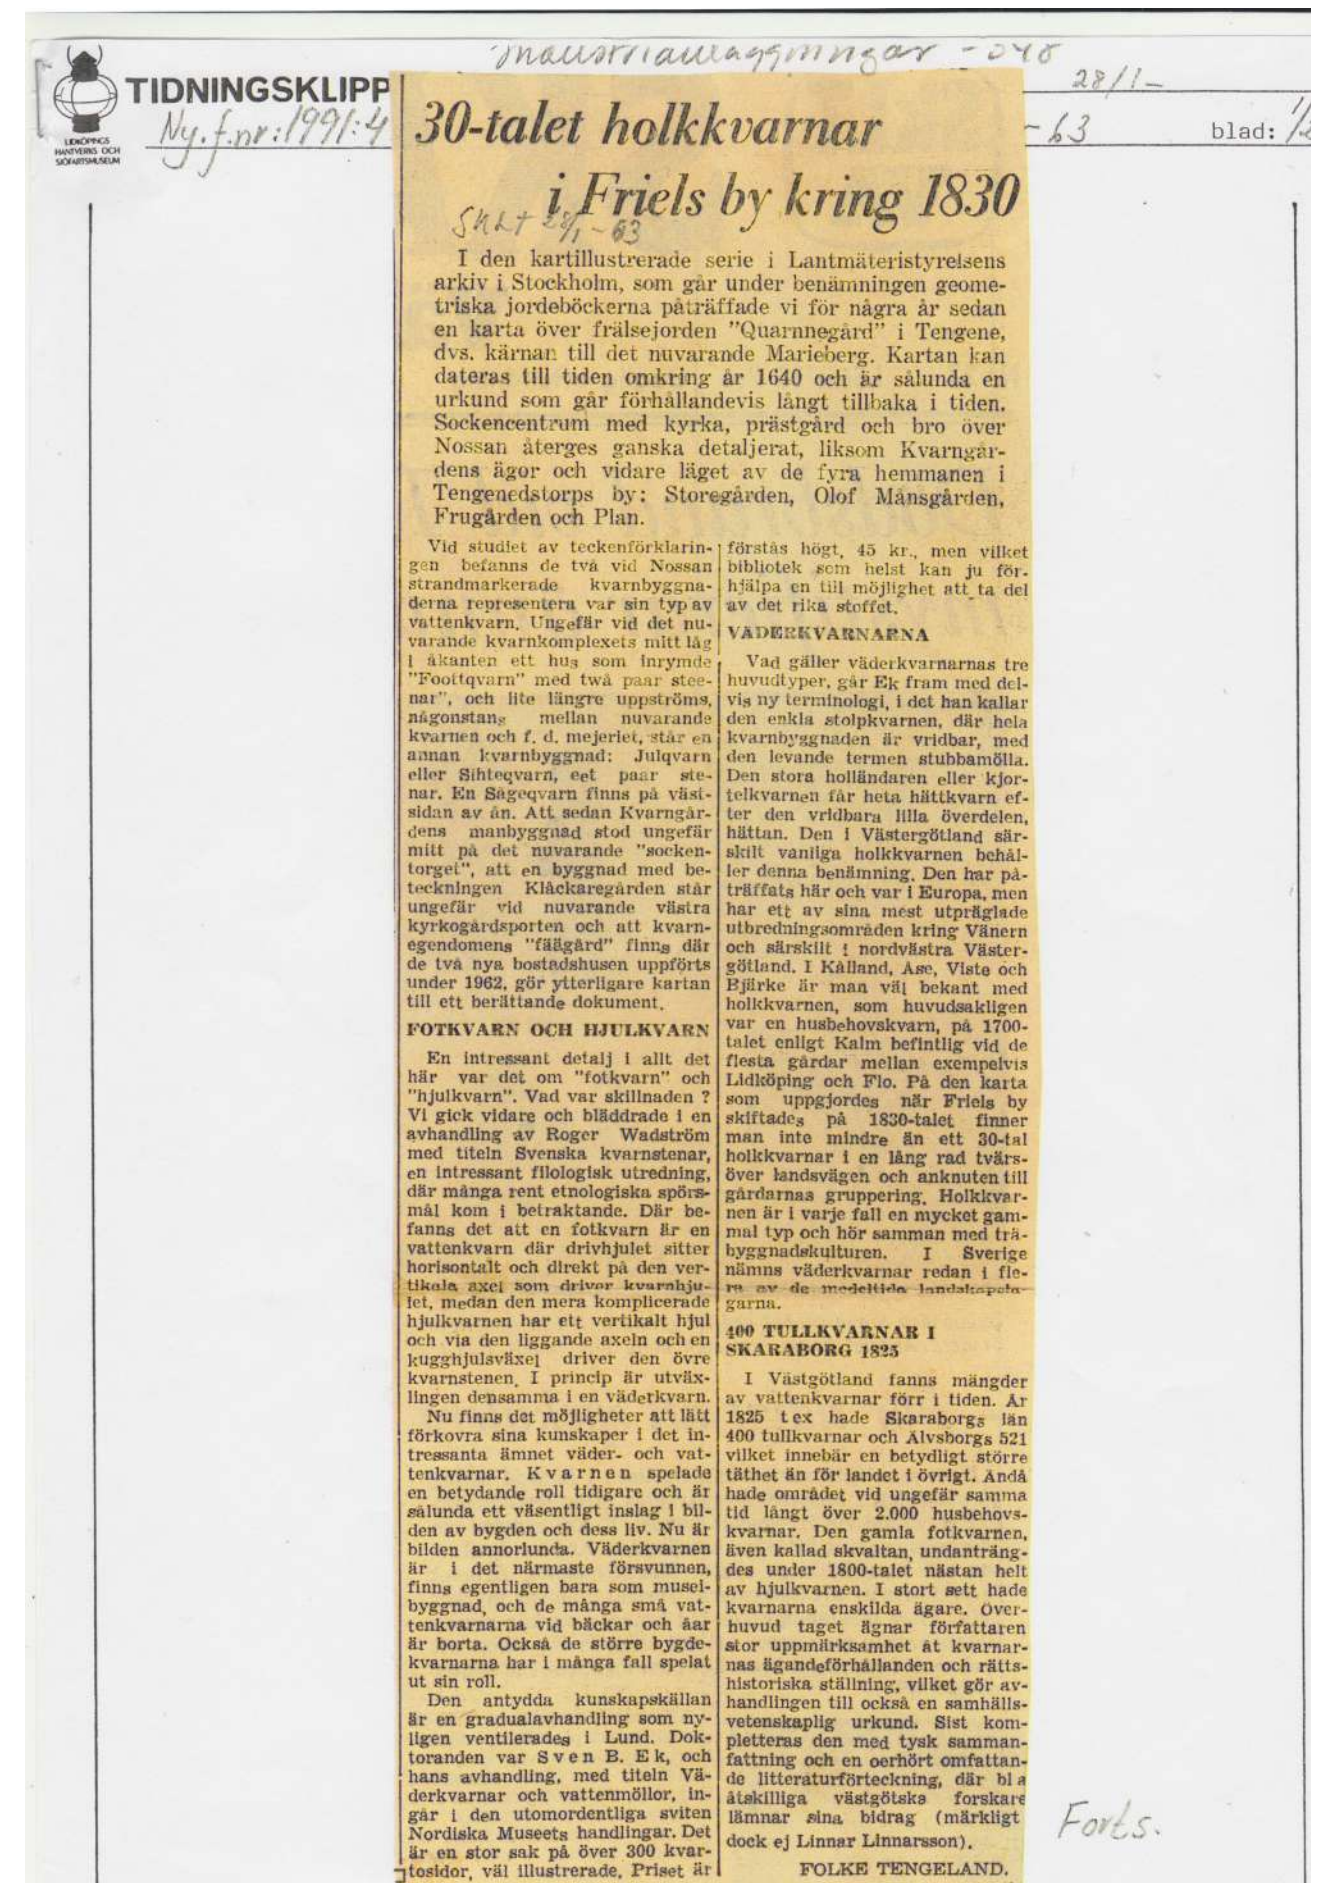 Industrianläggningar - 048
TIDNINGSKLIPP
28/1-
Ny.f.nr:1991:4
-63
blad: 1/2
LIDKÖPINGS
HANTVERKS OCH
SJÖFARTSMUSEUM
30-talet holkkvarnar
i Friels by kring 1830
SKLT 28/1-63
I den kartillustrerade serie i Lantmäteristyrelsens
arkiv i Stockholm, som går under benämningen geome-
triska jordeböckerna påträffade vi för några år sedan
en karta över frälsejorden "Quarnnegård" i Tengene,
dvs. kärnan till det nuvarande Marieberg. Kartan kan
dateras till tiden omkring år 1640 och är sålunda en
urkund som går förhållandevis långt tillbaka i tiden.
Sockencentrum med kyrka, prästgård och bro över
Nossan återges ganska detaljerat, liksom Kvarngår-
dens ägor och vidare läget av de fyra hemmanen i
Tengenedstorps by: Storegården, Olof Månsgården,
Frugården och Plan.
Vid studiet av teckenförklarin-
gen befanns de två vid Nossan
strandmarkerade kvarnbyggna-
derna representera var sin typ av
vattenkvarn. Ungefär vid det nu-
varande kvarnkomplexets mitt låg
i åkanten ett hus som inrymde
"Foottqvarn" med twå paar stee-
nar", och lite längre uppströms,
någonstans mellan nuvarande
kvarnen och f. d. mejeriet, står en
annan kvarnbyggnad: Julqvarn
eller Sihteqvarn, eet paar ste-
nar. En Sågeqvarn finns på väst-
sidan av ån. Att sedan Kvarngår-
dens manbyggnad stod ungefär
mitt på det nuvarande "socken-
torget", att en byggnad med be-
teckningen Klåckaregården står
ungefär vid nuvarande västra
kyrkogårdsporten och att kvarn-
egendomens "fäägård" finns där
de två nya bostadshusen uppförts
under 1962, gör ytterligare kartan
till ett berättande dokument.
FOTKVARN OCH HJULKVARN
En intressant detalj i allt det
här var det om "fotkvarn" och
"hjulkvarn". Vad var skillnaden ?
Vi gick vidare och bläddrade i en
avhandling av Roger Wadström
med titeln Svenska kvarnstenar,
en intressant filologisk utredning,
där många rent etnologiska spörs-
mål kom i betraktande. Där be-
fanns det att en fotkvarn är en
vattenkvarn där drivhjulet sitter
horisontalt och direkt på den ver-
tikala axel som driver kvarnhju-
let, medan den mera komplicerade
hjulkvarnen har ett vertikalt hjul
och via den liggande axeln och en
kugghjulsväxel driver den övre
kvarnstenen. I princip är utväx-
lingen densamma i en väderkvarn.
Nu finns det möjligheter att lätt
förkovra sina kunskaper i det in-
tressanta ämnet väder- och vat-
tenkvarnar. Kvarnen spelade
en betydande roll tidigare och är
sålunda ett väsentligt inslag i bil-
den av bygden och dess liv. Nu är
bilden annorlunda. Väderkvarnen
är i det närmaste försvunnen,
finns egentligen bara som musei-
byggnad, och de många små vat-
tenkvarnarna vid bäckar och åar
är borta. Också de större bygde-
kvarnarna har i många fall spelat
ut sin roll.
Den antydda kunskapskällan
är en gradualavhandling som ny-
ligen ventilerades i Lund. Dok-
toranden var Sven B. Ek, och
hans avhandling, med titeln Vä-
derkvarnar och vattenmöllor, in-
går i den utomordentliga sviten
Nordiska Museets handlingar. Det
är en stor sak på över 300 kvar-
tosidor, väl illustrerade. Priset är
förstås högt, 45 kr., men vilket
bibliotek som helst kan ju för-
hjälpa en till möjlighet att ta del
av det rika stoffet.
VÄDERKVARNARNA
Vad gäller väderkvarnarnas tre
huvudtyper, går Ek fram med del-
vis ny terminologi, i det han kallar
den enkla stolpkvarnen, där hela
kvarnbyggnaden är vridbar, med
den levande termen stubbamölla.
Den stora holländaren eller kjor-
telkvarnen får heta hättkvarn ef-
ter den vridbara lilla överdelen,
hättan. Den i Västergötland sär-
skilt vanliga holkkvarnen behål-
ler denna benämning. Den har på-
träffats här och var i Europa, men
har ett av sina mest utpräglade
utbredningsområden kring Vänern
och särskilt i nordvästra Väster-
götland. I Kålland, Åse, Viste och
Bjärke är man väl bekant med
holkkvarnen, som huvudsakligen
var en husbehovskvarn, på 1700-
talet enligt Kalm befintlig vid de
flesta gårdar mellan exempelvis
Lidköping och Flo. På den karta
som uppgjordes när Friels by
skiftades på 1830-talet finner
man inte mindre än ett 30-tal
holkkvarnar i en lång rad tvärs-
över landsvägen och anknuten till
gårdarnas gruppering. Holkkvar-
nen är i varje fall en mycket gam-
mal typ och hör samman med trä-
byggnadskulturen. I Sverige
nämns väderkvarnar redan i fle-
ra av de medeltida landskapsla-
garna.
400 TULLKVARNAR I
SKARABORG 1825
I Västgötland fanns mängder
av vattenkvarnar förr i tiden. År
1825 t ex hade Skaraborgs län
400 tullkvarnar och Älvsborgs 521
vilket innebär en betydligt större
täthet än för landet i övrigt. Ändå
hade området vid ungefär samma
tid långt över 2.000 husbehovs-
kvarnar. Den gamla fotkvarnen,
även kallad skvaltan, undanträng-
des under 1800-talet nästan helt
av hjulkvarnen. I stort sett hade
kvarnarna enskilda ägare. Över-
huvud taget ägnar författaren
stor uppmärksamhet åt kvarnar-
nas ägandeförhållanden och rätts-
historiska ställning, vilket gör av-
handlingen till också en samhälls-
vetenskaplig urkund. Sist kom-
pletteras den med tysk samman-
fattning och en oerhört omfattan-
de litteraturförteckning, där bl a
åtskilliga västgötska forskare
lämnar sina bidrag (märkligt
dock ej Linnar Linnarsson).
FOLKE TENGELAND.
Forts.